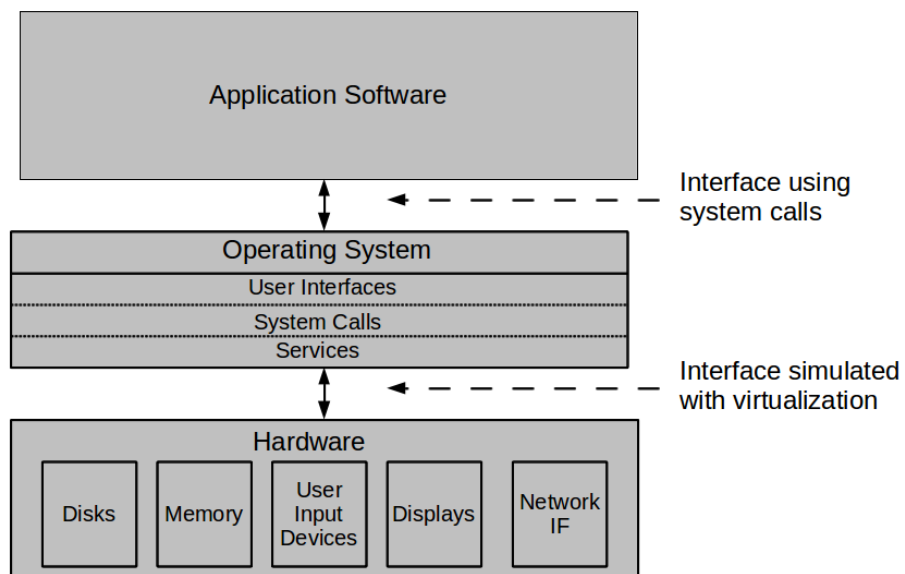 Application Software
Interface using
system calls
Operating System
User Interfaces
System Calls
Services
Interface simulated
with virtualization
Hardware
Disks
Memory
User
Input
Devices
Displays
Network
IF